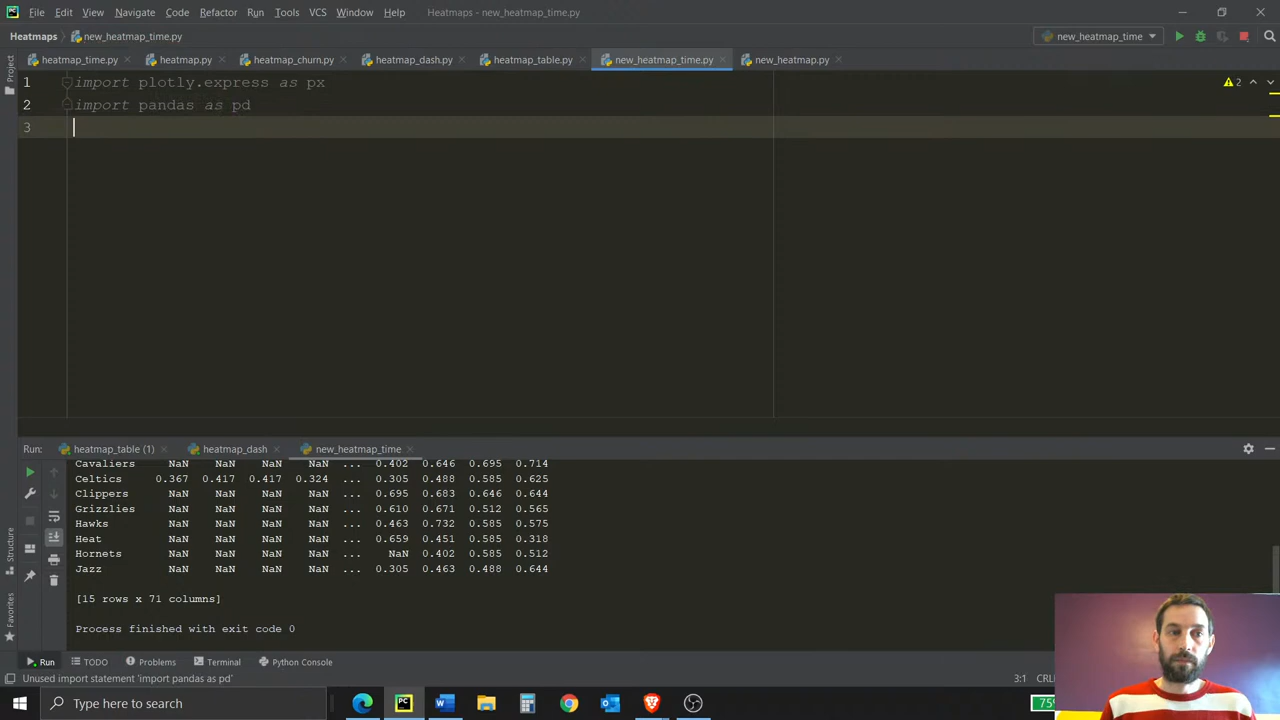 PC File Edit View Navigate Code Refactor Run Tools VCS Window Help Heatmaps - new_heatmap_time.py
Heatmaps new_heatmap_time.py new_heatmap_time
heatmap_time.py heatmap.py heatmap_churn.py heatmap_dash.py heatmap_table.py new_heatmap_time.py new_heatmap.py
Project
1 import plotly.express as px 2
2 import pandas as pd
3
Run: heatmap_table (1) heatmap_dash new_heatmap_time
Cavaliers NaN NaN NaN NaN ... 0.402 0.646 0.695 0.714
Celtics 0.367 0.417 0.417 0.324 ... 0.305 0.488 0.585 0.625
Clippers NaN NaN NaN NaN ... 0.695 0.683 0.646 0.644
Grizzlies NaN NaN NaN NaN ... 0.610 0.671 0.512 0.565
Hawks NaN NaN NaN NaN ... 0.463 0.732 0.585 0.575
Heat NaN NaN NaN NaN ... 0.659 0.451 0.585 0.318
Hornets NaN NaN NaN NaN ... NaN 0.402 0.585 0.512
Jazz NaN NaN NaN NaN ... 0.305 0.463 0.488 0.644
[15 rows x 71 columns]
Process finished with exit code 0
Structure
Favorites
Run TODO Problems Terminal Python Console
Unused import statement 'import pandas as pd' 3:1 CRL
Type here to search PC 75%